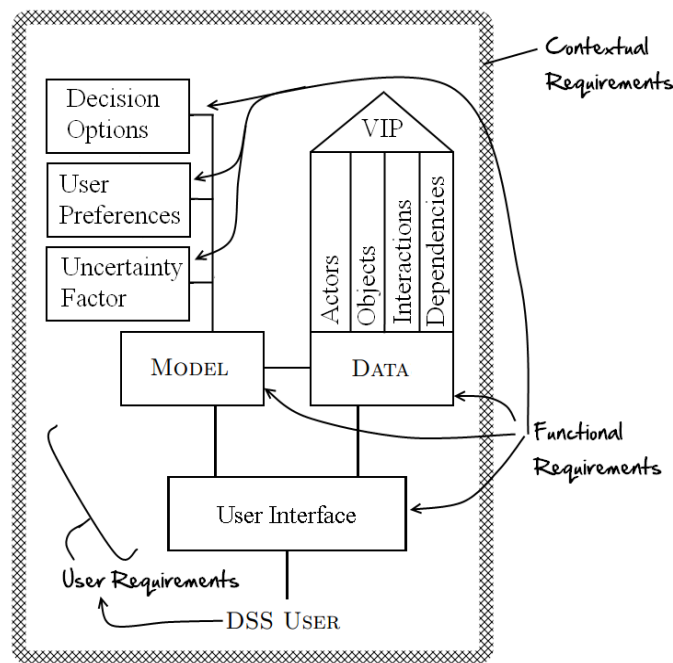 Contextual
Requirements
Decision
Options
VIP
User
Preferences
Uncertainty
Factor
Actors
Objects
Interactions
Dependencies
MODEL
DATA
Functional
Requirements
User Interface
User Requirements
DSS USER